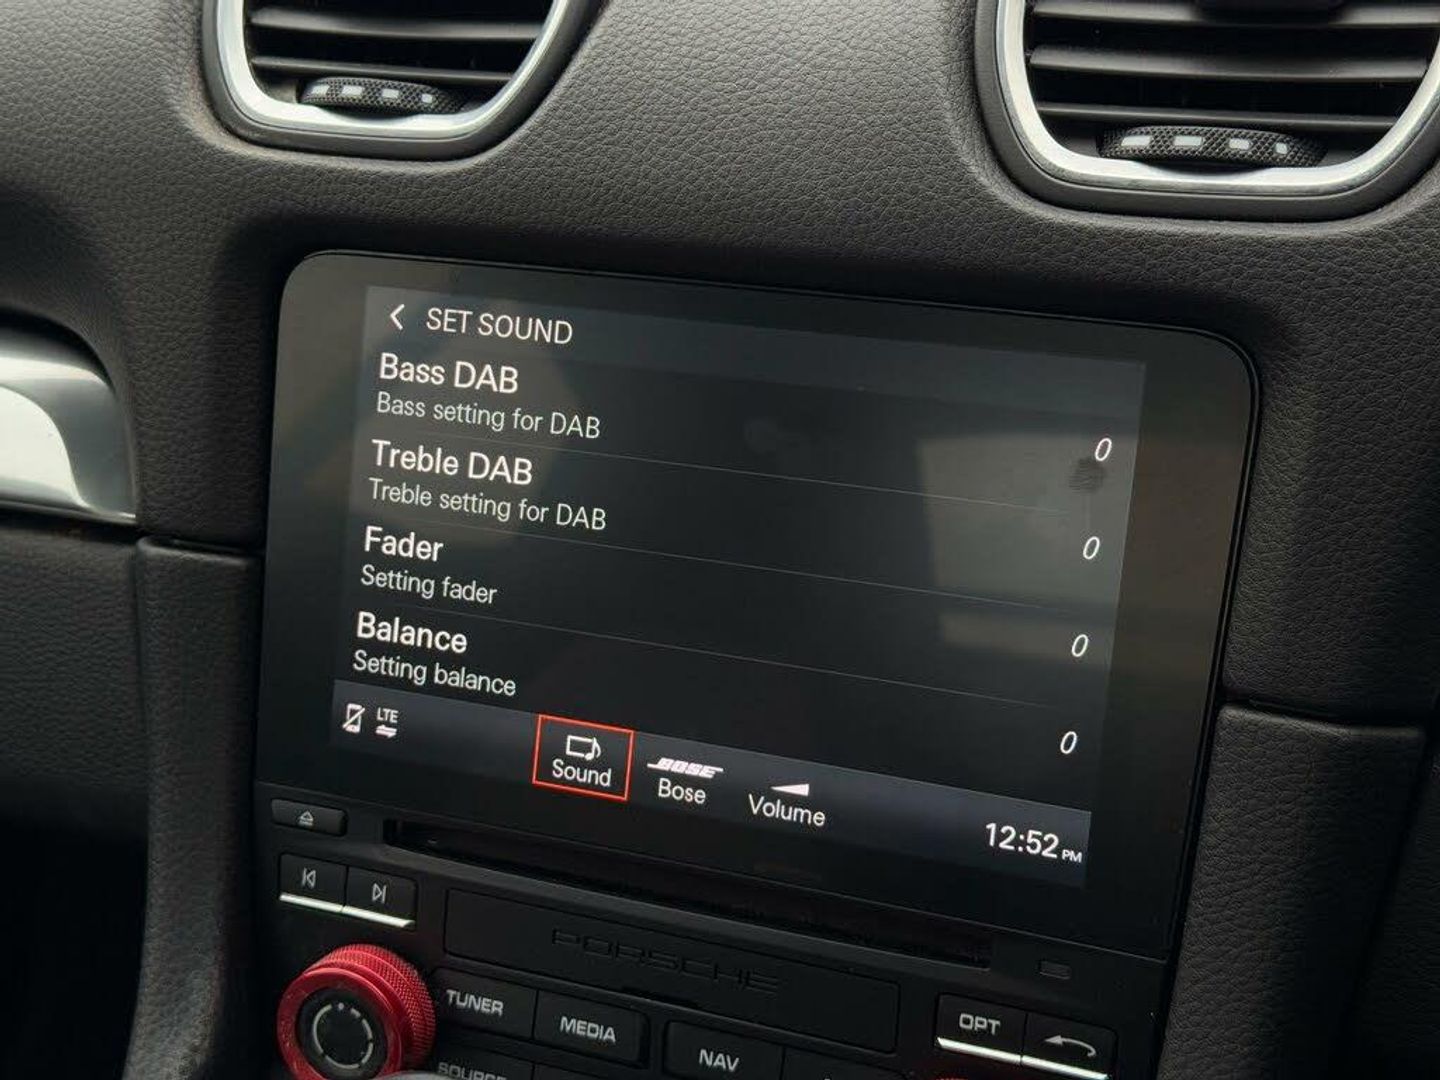 SET SOUND
Bass DAB
Bass setting for DAB
0
Treble DAB
Treble setting for DAB
0
Fader
Setting fader
0
Balance
Setting balance
0
LTE
Sound
BOSE
Bose
Volume
12:52 PM
PORSCHE
TUNER
MEDIA
NAV
OPT
SOURCE